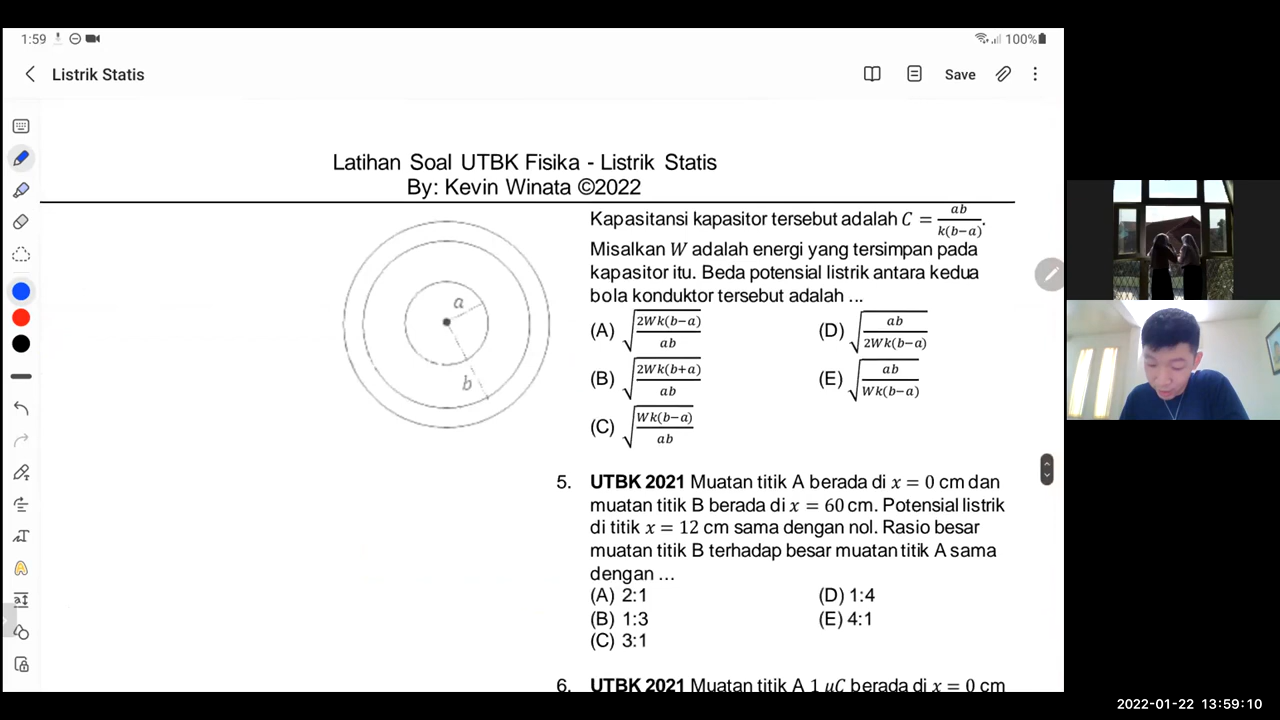 1:59
100%
Listrik Statis
Save
Latihan Soal UTBK Fisika - Listrik Statis
By: Kevin Winata ©2022
Kapasitansi kapasitor tersebut adalah C = ab/k(b−a).
Misalkan W adalah energi yang tersimpan pada
kapasitor itu. Beda potensial listrik antara kedua
bola konduktor tersebut adalah ...
(A) √(2Wk(b−a)/ab) (D) √(ab/2Wk(b−a))
(B) √(2Wk(b+a)/ab) (E) √(ab/Wk(b−a))
(C) √(Wk(b−a)/ab)
a
b
5. UTBK 2021 Muatan titik A berada di x = 0 cm dan
muatan titik B berada di x = 60 cm. Potensial listrik
di titik x = 12 cm sama dengan nol. Rasio besar
muatan titik B terhadap besar muatan titik A sama
dengan ...
(A) 2:1 (D) 1:4
(B) 1:3 (E) 4:1
(C) 3:1
6. UTBK 2021 Muatan titik A 1 μC berada di x = 0 cm
2022-01-22 13:59:10